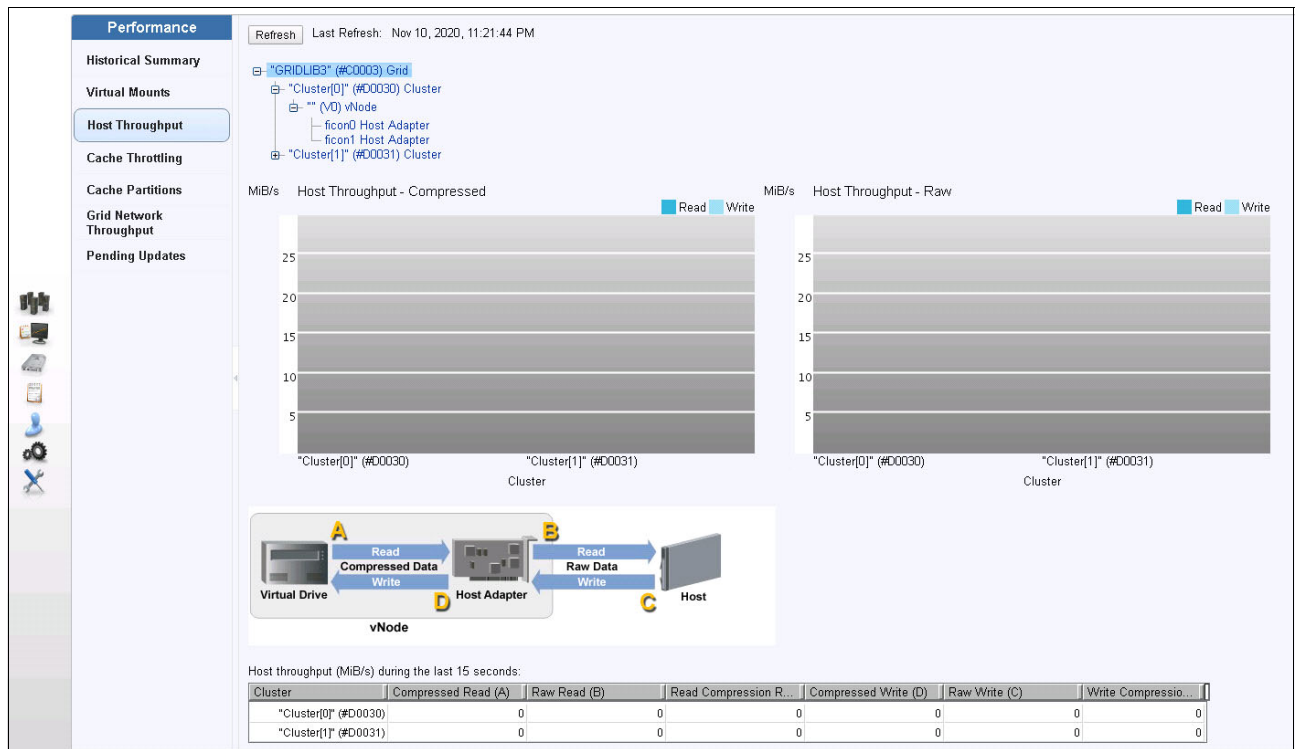 Performance
Historical Summary
Virtual Mounts
Host Throughput
Cache Throttling
Cache Partitions
Grid Network
Throughput
Pending Updates
Refresh Last Refresh: Nov 10, 2020, 11:21:44 PM
"GRIDLIB3" (#C0003) Grid
"Cluster[0]" (#D0030) Cluster
"" (V0) vNode
ficon0 Host Adapter
ficon1 Host Adapter
"Cluster[1]" (#D0031) Cluster
MiB/s Host Throughput - Compressed
Read Write
25
20
15
10
5
"Cluster[0]" (#D0030) "Cluster[1]" (#D0031)
Cluster
MiB/s Host Throughput - Raw
Read Write
25
20
15
10
5
"Cluster[0]" (#D0030) "Cluster[1]" (#D0031)
Cluster
A B
Read Read
Compressed Data Raw Data
Write Write
Virtual Drive D Host Adapter C Host
vNode
Host throughput (MiB/s) during the last 15 seconds:
Cluster Compressed Read (A) Raw Read (B) Read Compression R... Compressed Write (D) Raw Write (C) Write Compressio...
"Cluster[0]" (#D0030) 0 0 0 0 0 0
"Cluster[1]" (#D0031) 0 0 0 0 0 0